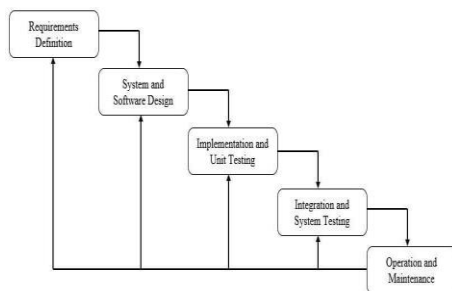 Requirements
Definition
System and
Software Design
Implementation and
Unit Testing
Integration and
System Testing
Operation and
Maintenance